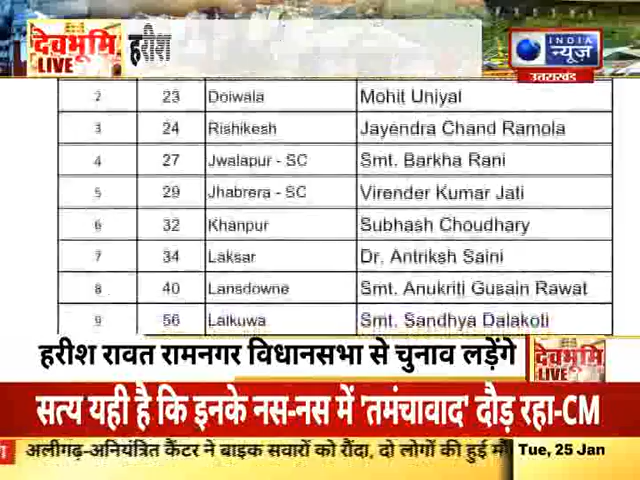 देवभूमि
LIVE
हरीश
INDIA
न्यूज़
उत्तराखंड
2 23 Doiwala Mohit Uniyal
3 24 Rishikesh Jayendra Chand Ramola
4 27 Jwalapur - SC Smt. Barkha Rani
5 29 Jhabrera - SC Virender Kumar Jati
6 32 Khanpur Subhash Choudhary
7 34 Laksar Dr. Antriksh Saini
8 40 Lansdowne Smt. Anukriti Gusain Rawat
9 56 Lalkuwa Smt. Sandhya Dalakoti
हरीश रावत रामनगर विधानसभा से चुनाव लड़ेंगे
देवभूमि
LIVE
सत्य यही है कि इनके नस-नस में 'तमंचावाद' दौड़ रहा-CM
अलीगढ़-अनियंत्रित कैंटर ने बाइक सवारों को रौंदा, दो लोगों की हुई
Tue, 25 Jan